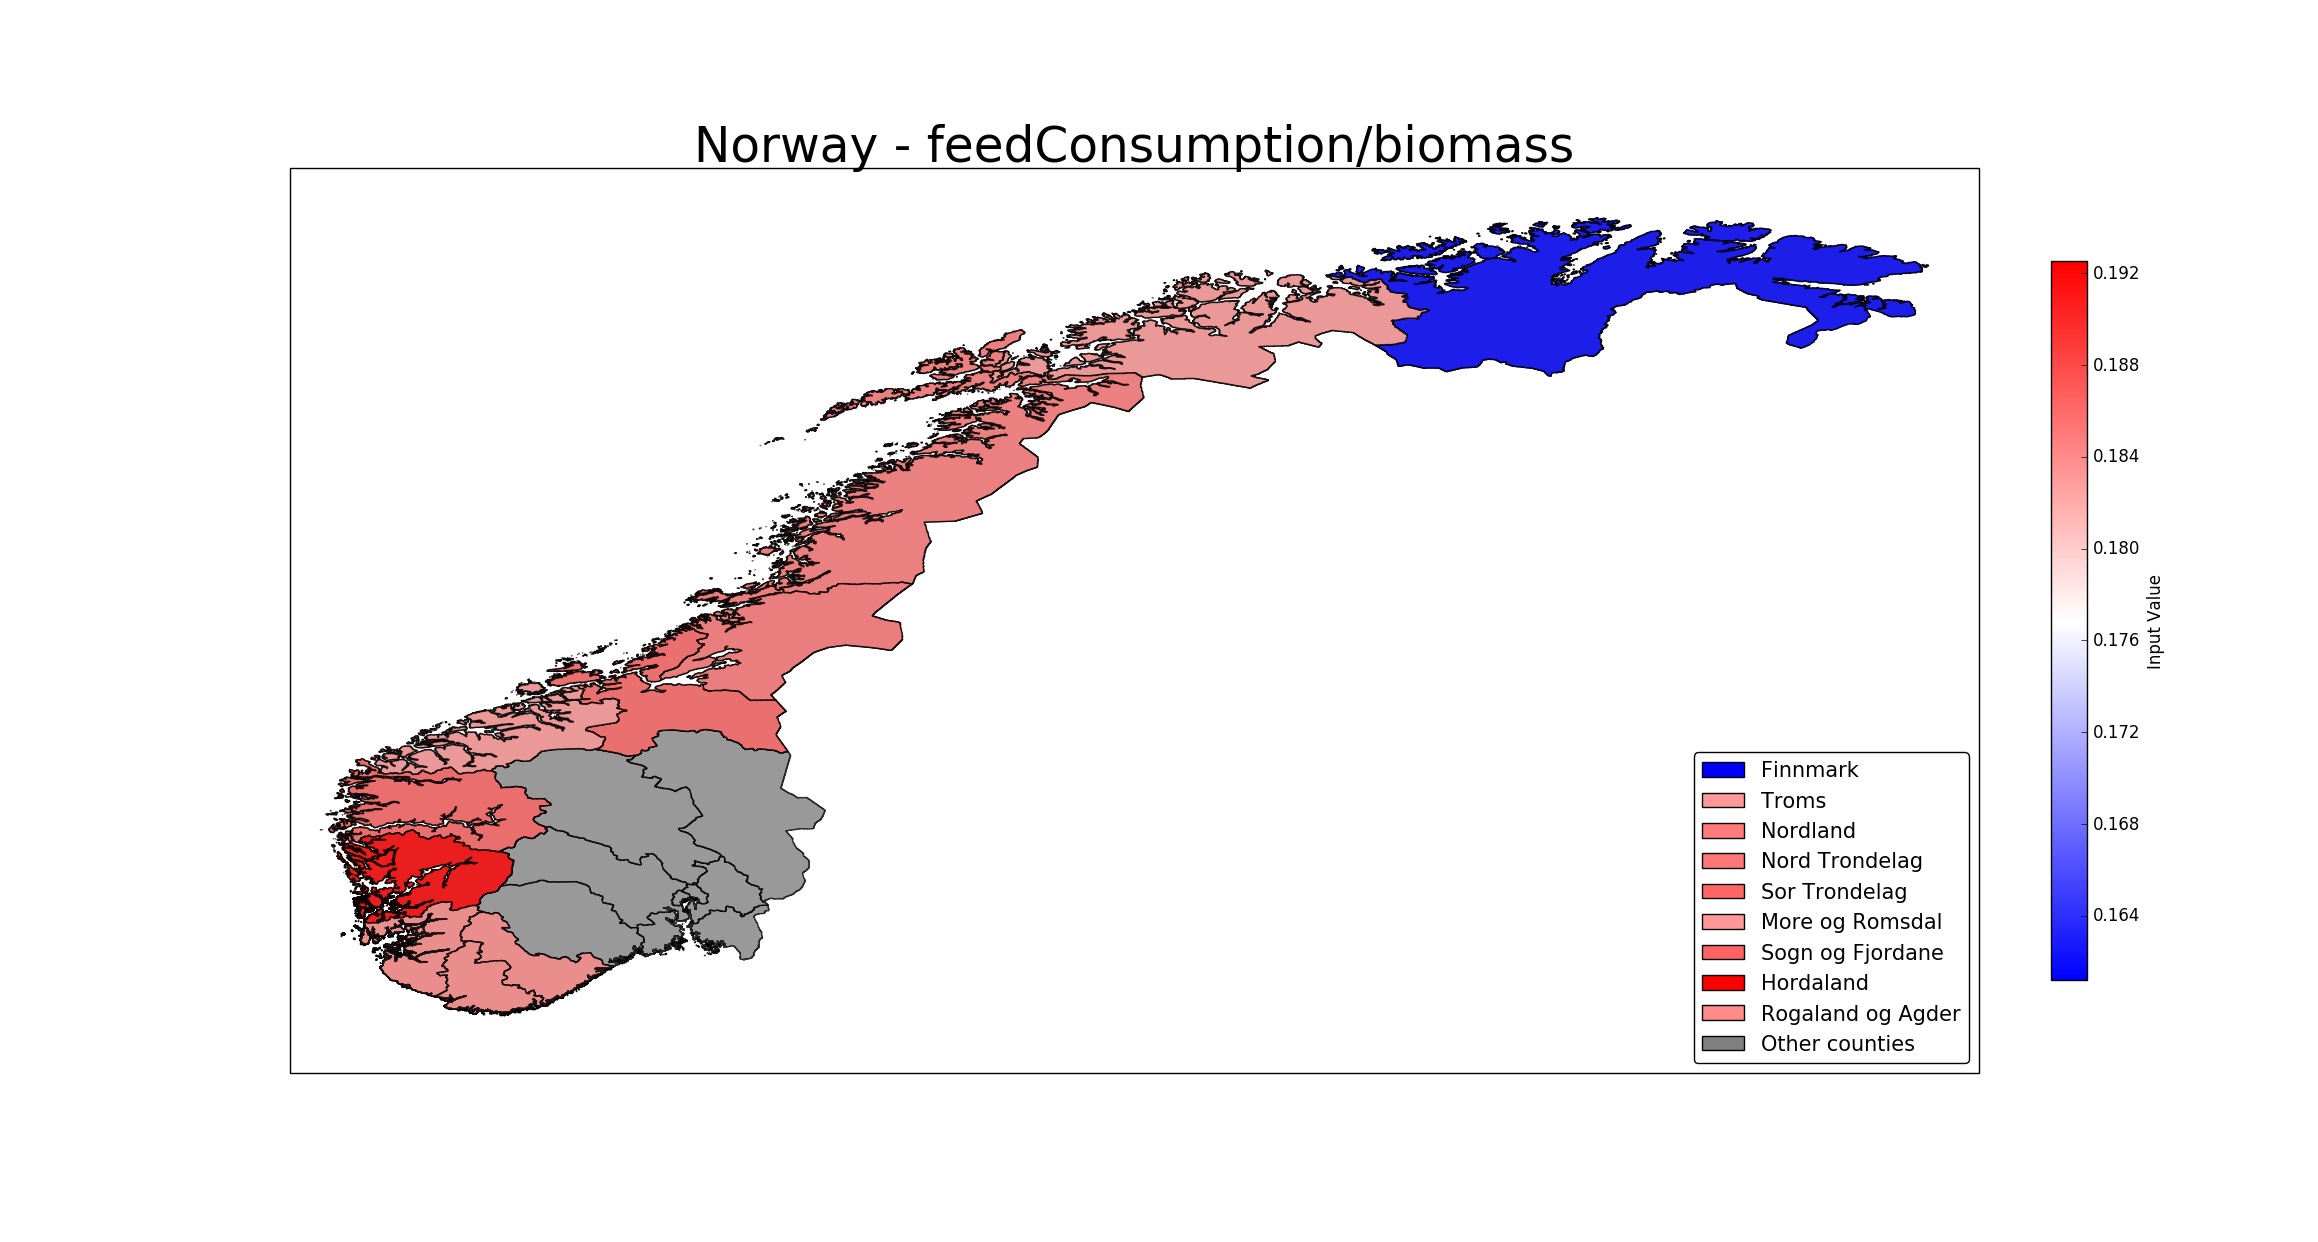 Norway - feedConsumption/biomass
0.192
0.188
0.184
0.180
0.176
0.172
0.168
0.164
Input Value
Finnmark
Troms
Nordland
Nord Trondelag
Sor Trondelag
More og Romsdal
Sogn og Fjordane
Hordaland
Rogaland og Agder
Other counties